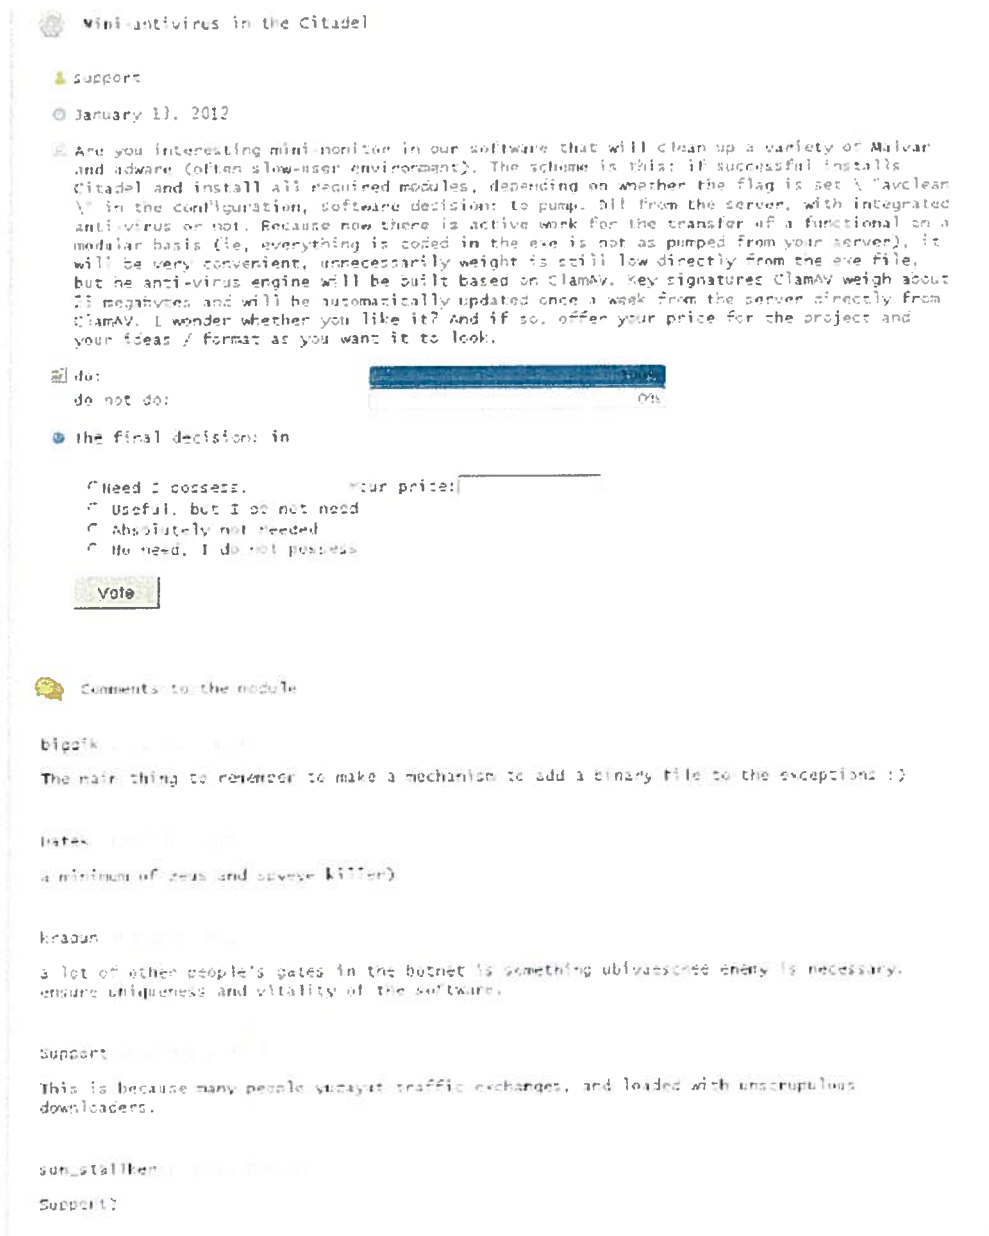 Mini-antivirus in the Citadel
support
January 13, 2012
Are you interesting mini-monitor in our software that will clean up a variety of Malvar
and adware (often slow-user environment). The scheme is this: if successful installs
Citadel and install all required modules, depending on whether the flag is set \ "avclean
\" in the configuration, software decision: to pump. from the server, with integrated
anti-virus or not. Because now there is active work for the transfer of a functional on a
modular basis (ie, everything is coded in the exe is not as pumped from your server), it
will be very convenient, unnecessarily weight is still low directly from the exe file,
but he anti-virus engine will be built based on ClamAV. Key signatures ClamAV weigh about
megabytes and will be automatically updated once a week from the server directly from
ClamAV. I wonder whether you like it? And if so, offer your price for the project and
your ideas / format as you want it to look.
do: 100%
do not do: 0%
the final decision: in
Need I possess. Your price:
Useful, but I do not need
Absolutely not needed
No need, I do not possess
Vote
Comments to the module
The main thing to remember to make a mechanism to add a binary file to the exceptions :)
a minimum of zeus and spyeye killer)
a lot of other people's gates in the botnet is something enemy is necessary.
ensure uniqueness and vitality of the software.
Support
This is because many people traffic exchanges, and loaded with unscrupulous
downloaders.
Support)